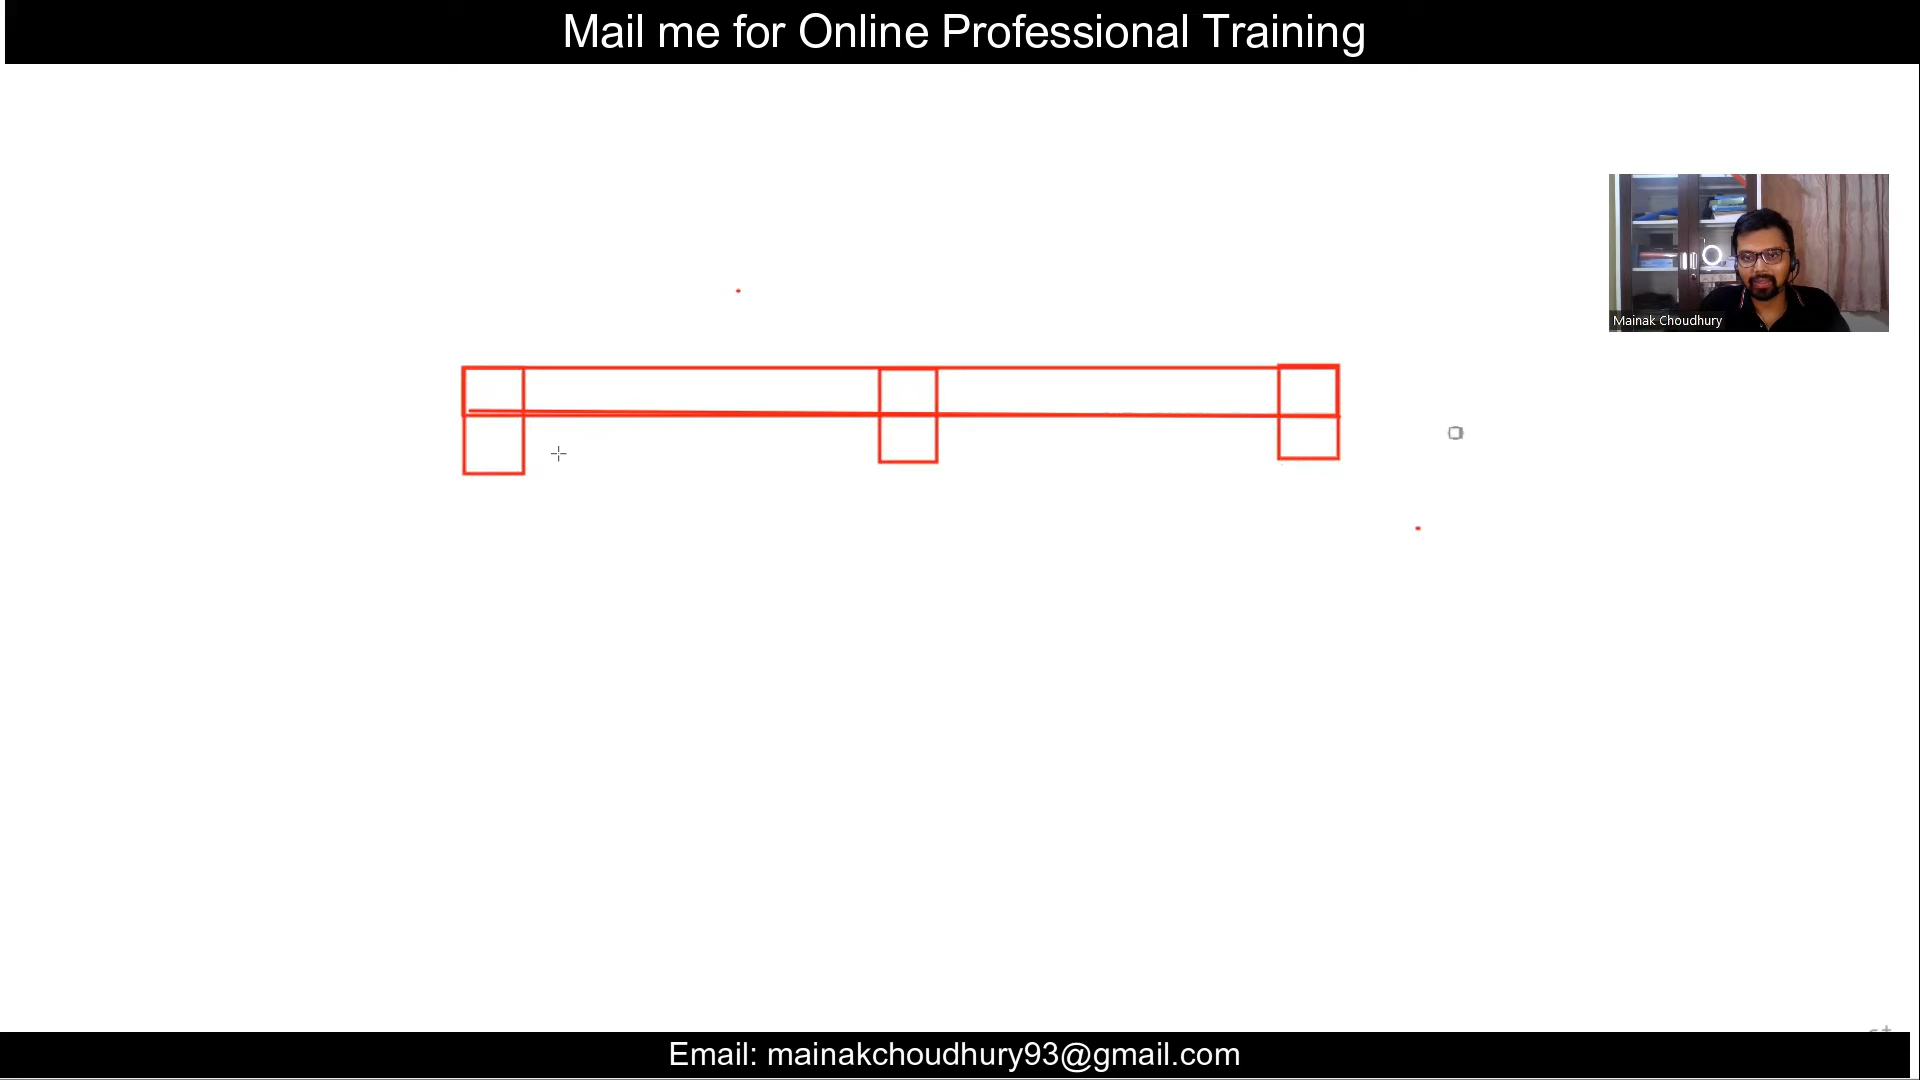 Mail me for Online Professional Training
Mainak Choudhury
Email: mainakchoudhury93@gmail.com